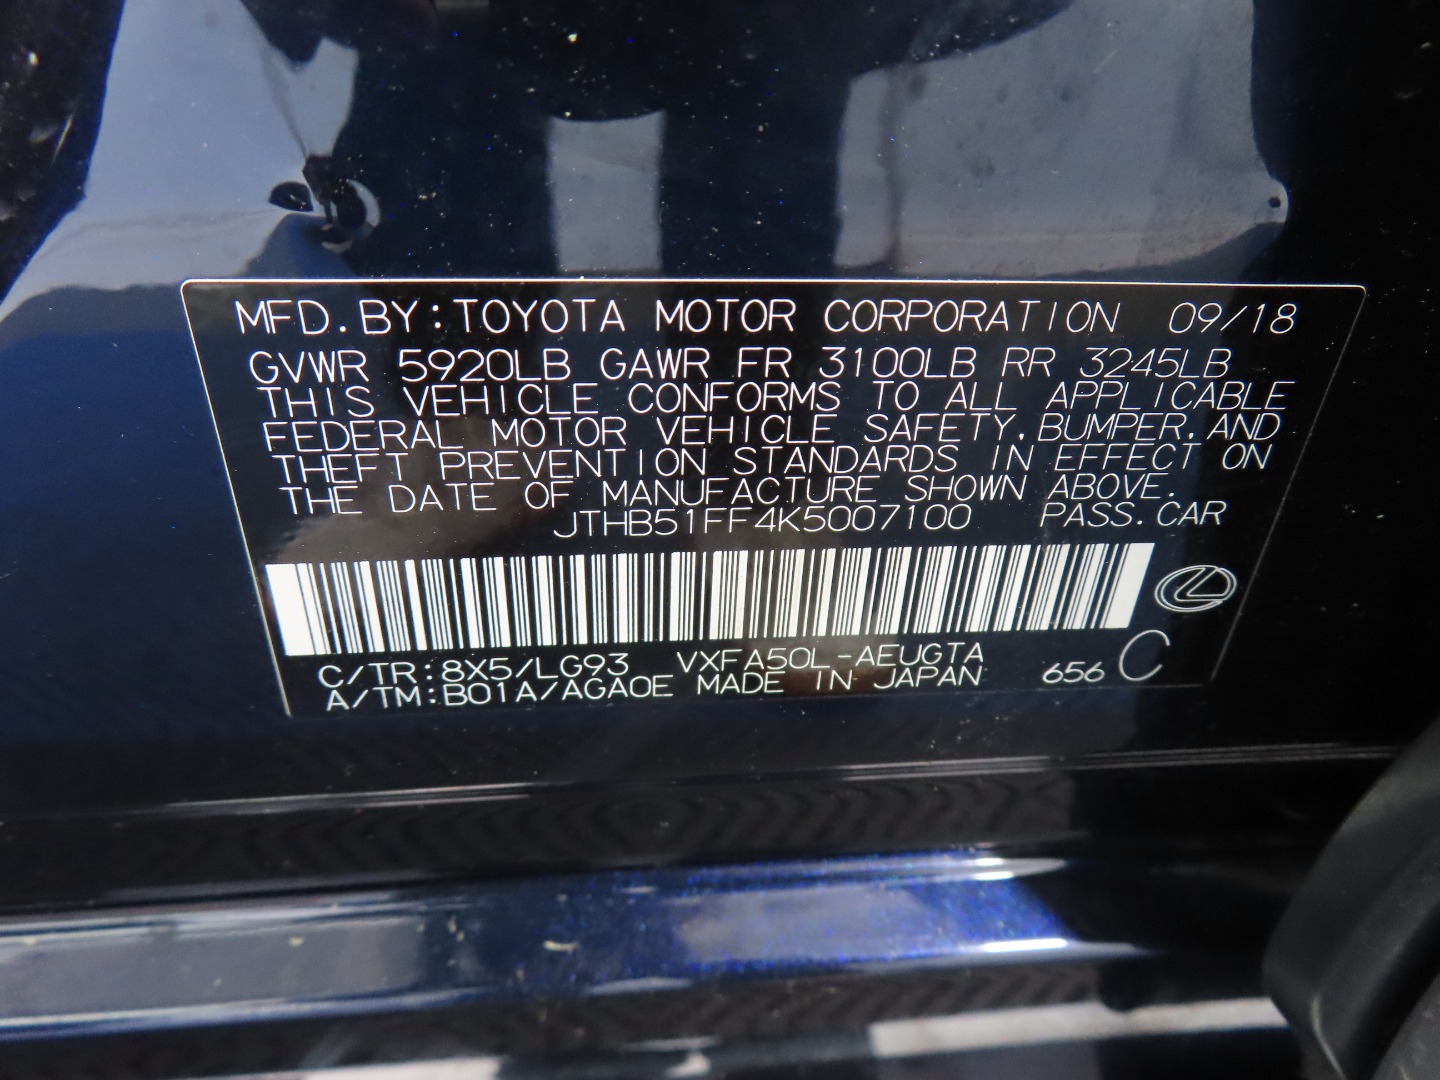 MFD. BY: TOYOTA MOTOR CORPORATION 09/18
GVWR 5920LB GAWR FR 3100LB RR 3245LB
THIS VEHICLE CONFORMS TO ALL APPLICABLE
FEDERAL MOTOR VEHICLE SAFETY, BUMPER, AND
THEFT PREVENTION STANDARDS IN EFFECT ON
THE DATE OF MANUFACTURE SHOWN ABOVE.
JTHB51FF4K5007100 PASS. CAR
C/TR:8X5/LG93 VXFA50L-AEUGTA
A/TM:B01A/AGA0E MADE IN JAPAN 656 C